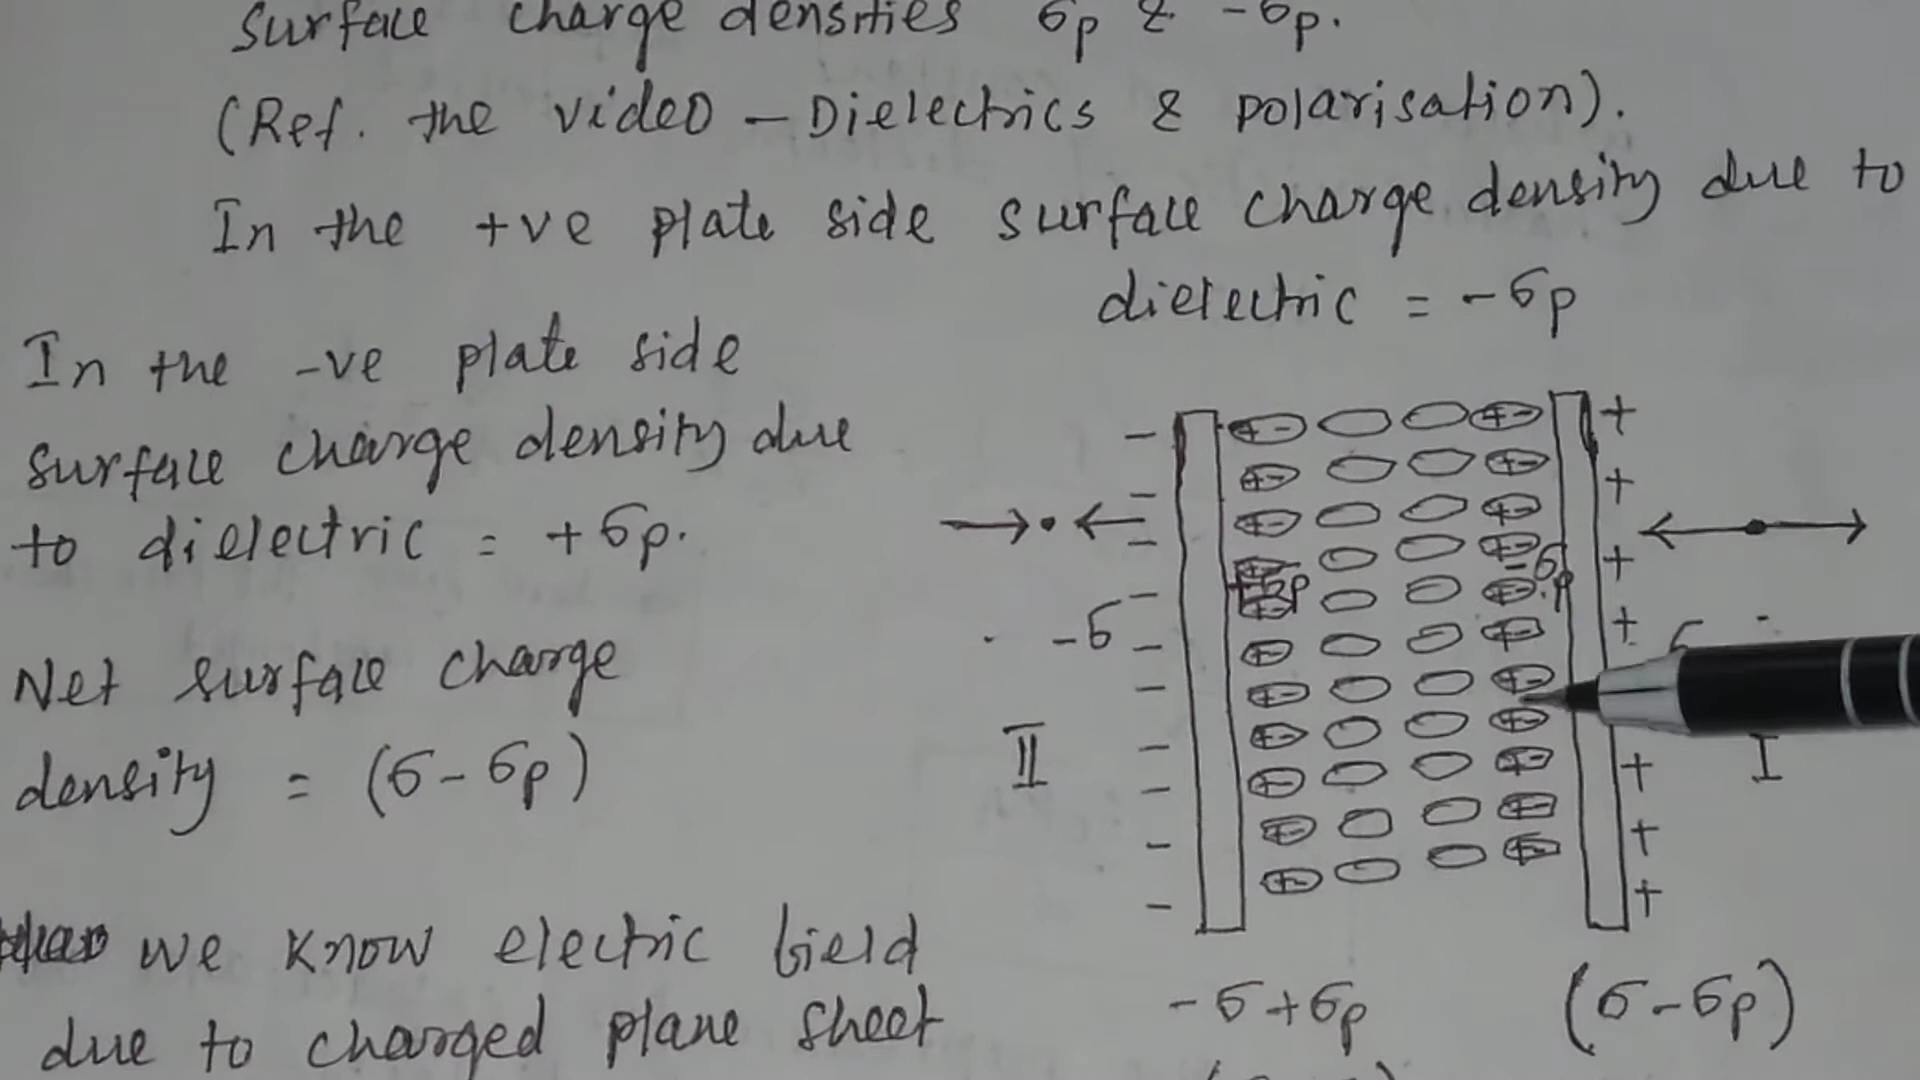 surface charge densities σp & -σp.
(Ref. the video – Dielectrics & polarisation).
In the +ve plate side surface charge density due to
dielectric = -σp
In the -ve plate side
surface charge density due
to dielectric = +σp.
Net surface charge
density = (σ-σp)
we know electric field
due to charged plane sheet
+σp
-σp
-σ
σ
II
I
-σ+σp
(σ-σp)